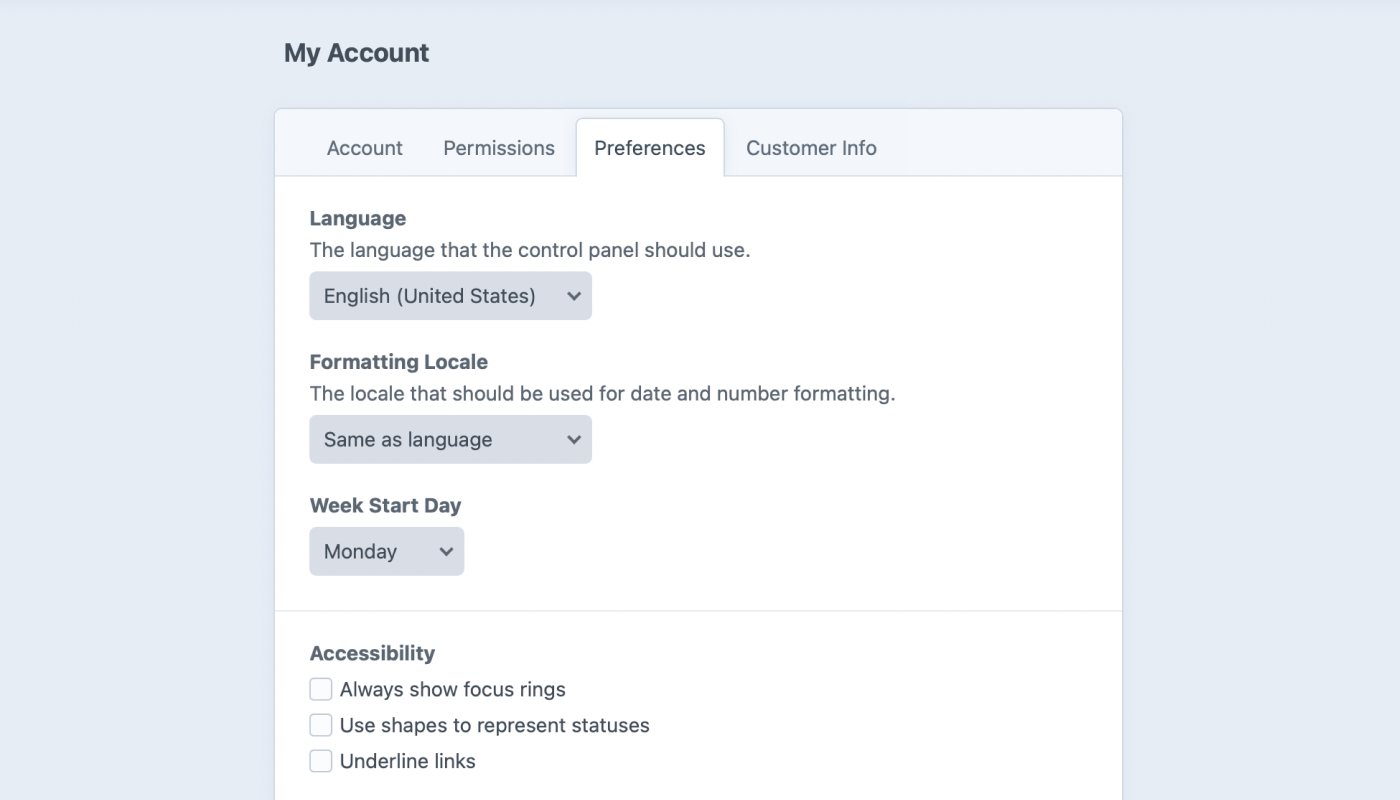 My Account
Account Permissions Preferences Customer Info
Language
The language that the control panel should use.
English (United States)
Formatting Locale
The locale that should be used for date and number formatting.
Same as language
Week Start Day
Monday
Accessibility
Always show focus rings
Use shapes to represent statuses
Underline links